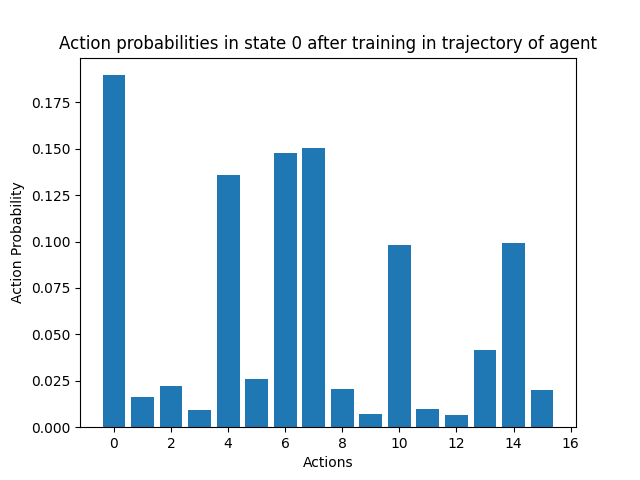 Action probabilities in state 0 after training in trajectory of agent
0.175
0.150
0.125
0.100
0.075
0.050
0.025
0.000
Action Probability
0 2 4 6 8 10 12 14 16
Actions